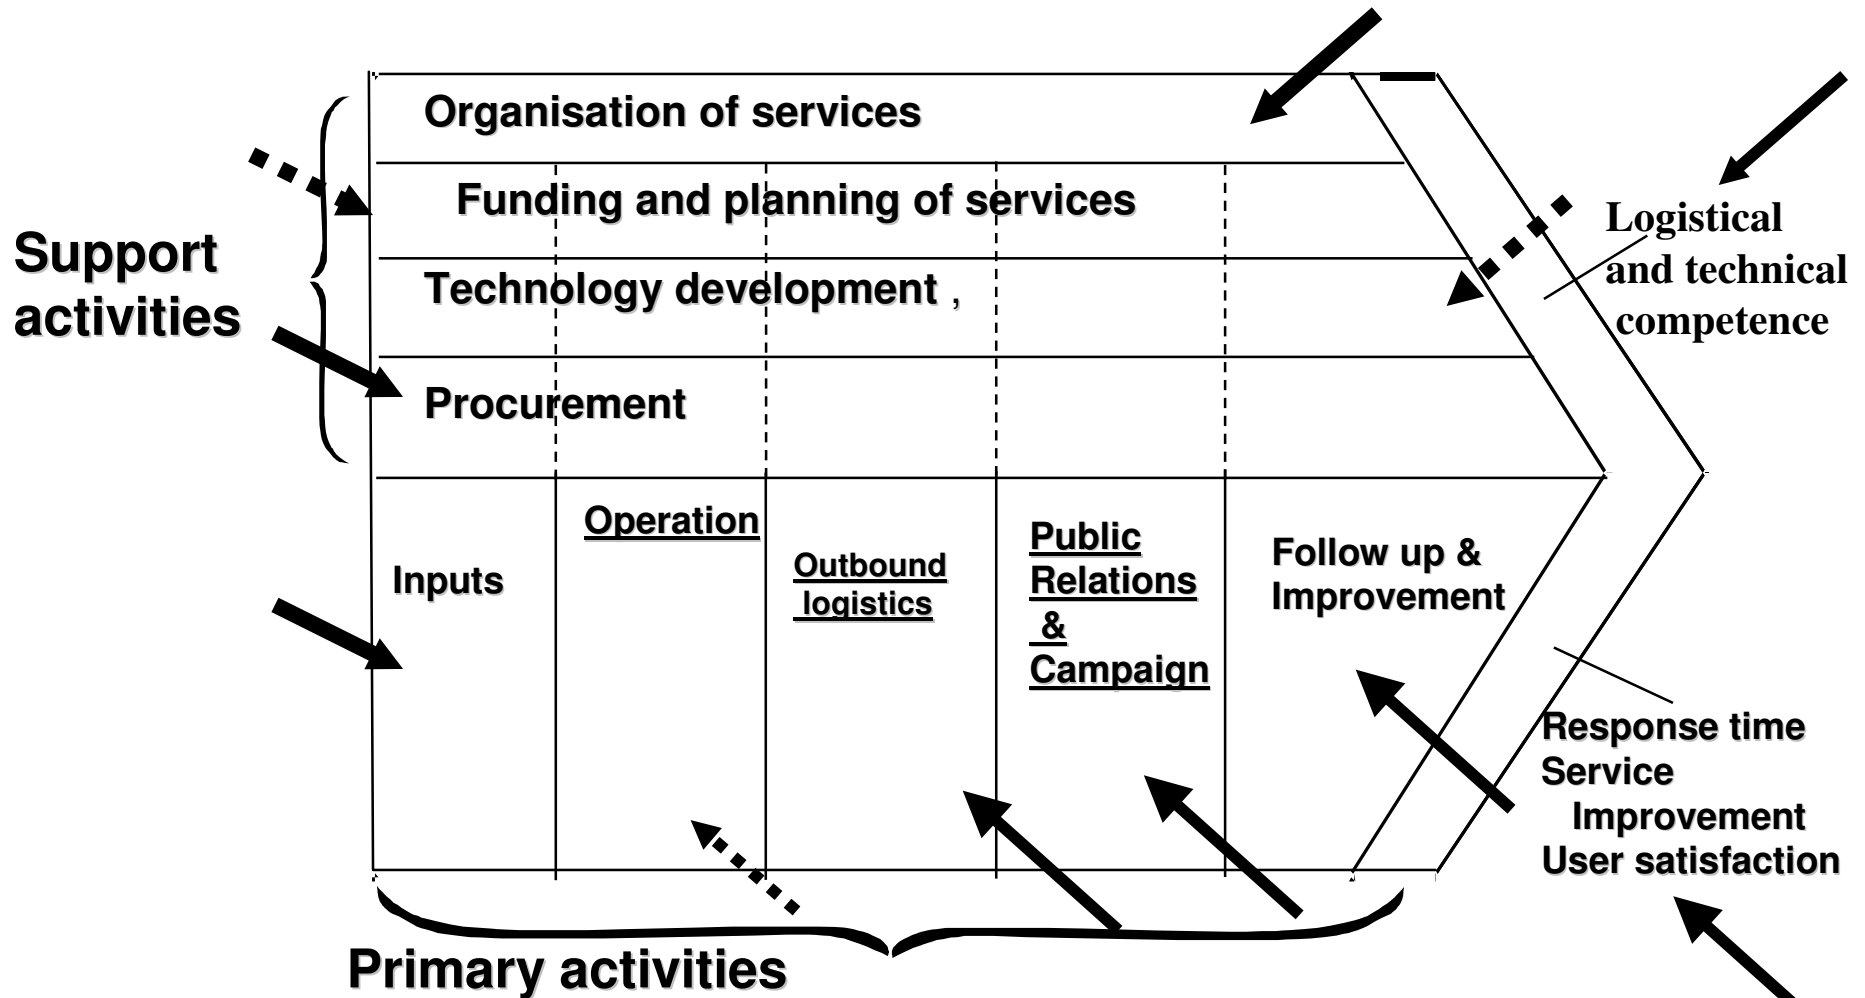 Organisation of services
Funding and planning of services
Support
activities
Technology development ,
Procurement
Logistical
and technical
competence
Inputs
Operation
Outbound
logistics
Public
Relations
&
Campaign
Follow up &
Improvement
Response time
Service
Improvement
User satisfaction
Primary activities